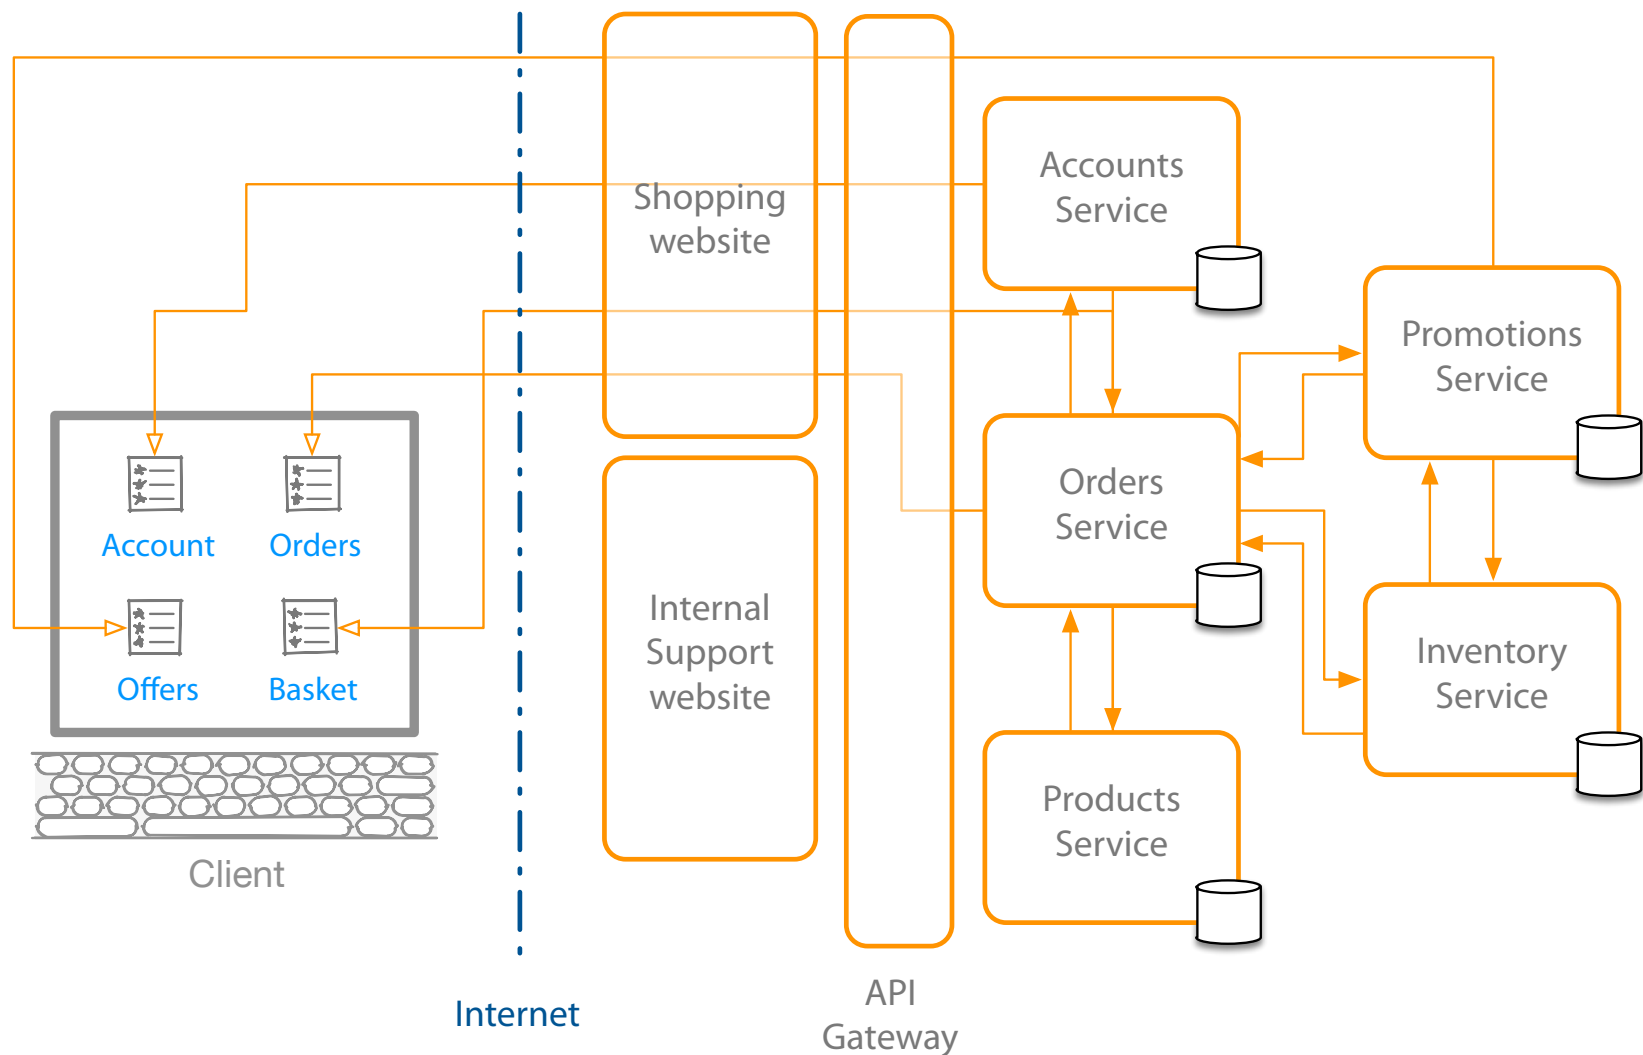 Shopping
website
Accounts
Service
Promotions
Service
Account
Orders
Offers
Basket
Client
Internal
Support
website
Orders
Service
Inventory
Service
Products
Service
Internet
API
Gateway